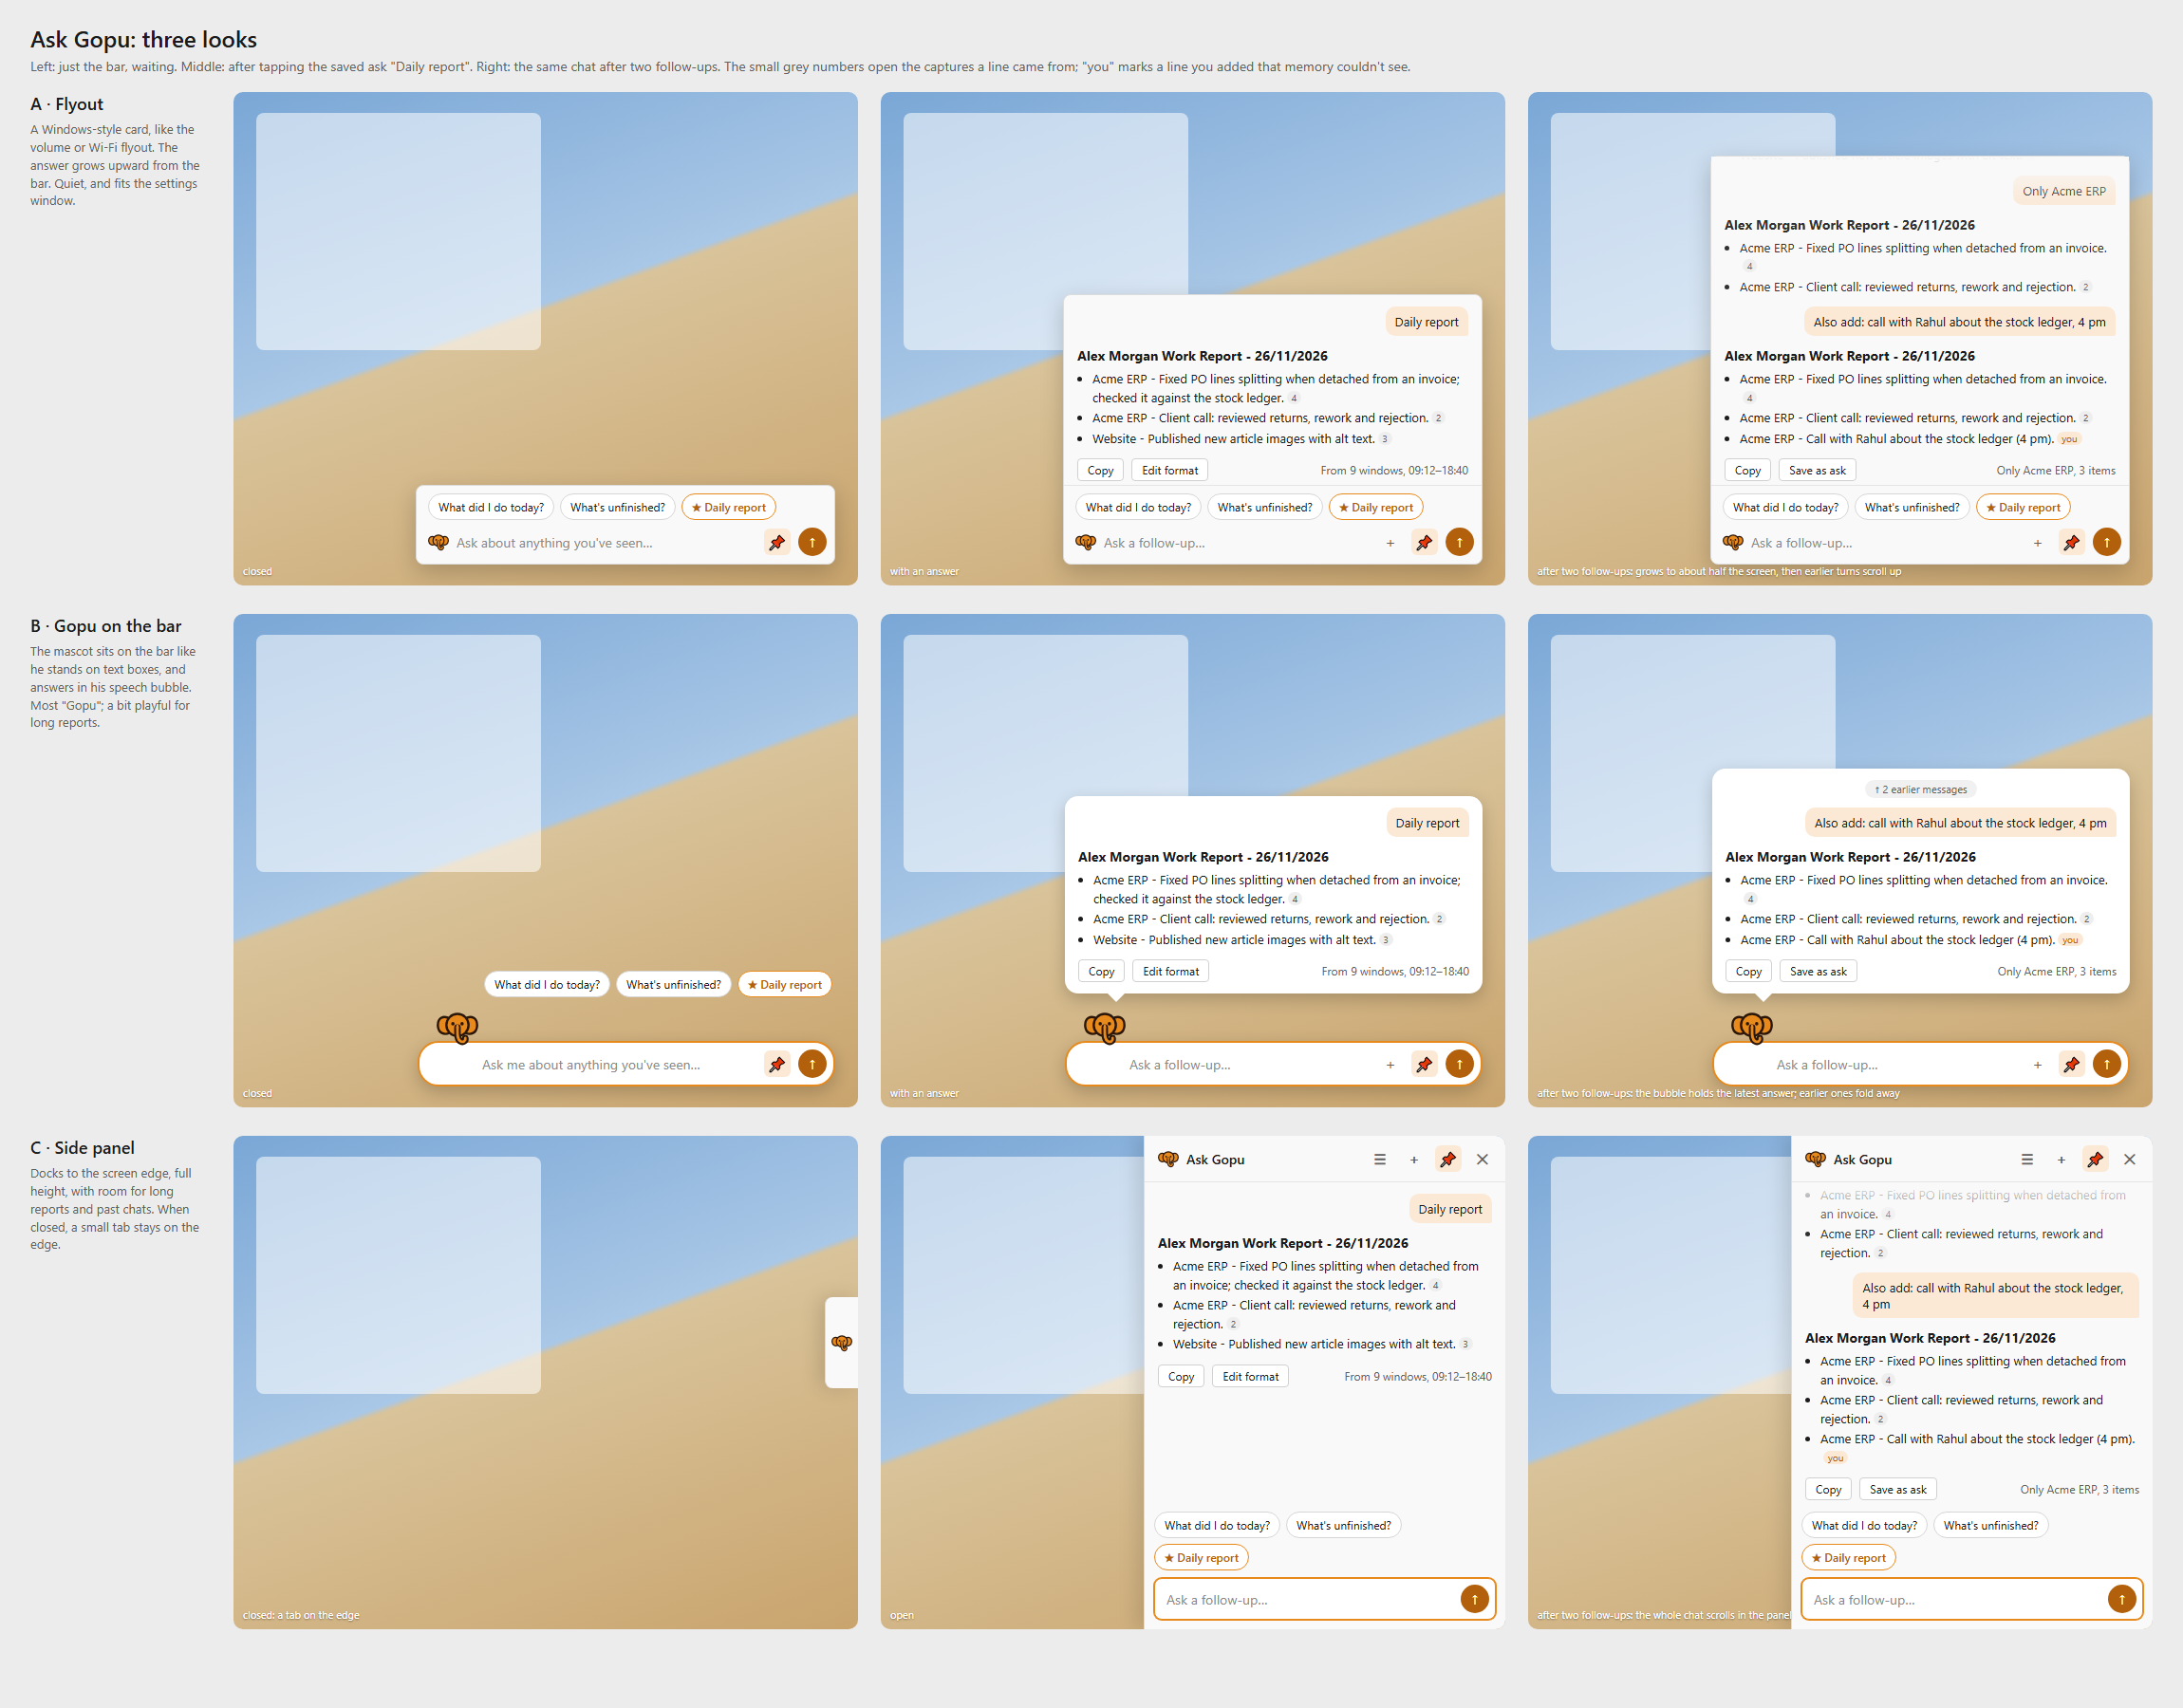 Ask Gopu: three looks
Left: just the bar, waiting. Middle: after tapping the saved ask "Daily report". Right: the same chat after two follow-ups. The small grey numbers open the captures a line came from; "you" marks a line you added that memory couldn't see.
A · Flyout
A Windows-style card, like the
volume or Wi-Fi flyout. The
answer grows upward from the
bar. Quiet, and fits the settings
window.
What did I do today?
What's unfinished?
★ Daily report
Ask about anything you've seen...
↑
closed
Daily report
Alex Morgan Work Report - 26/11/2026
• Acme ERP - Fixed PO lines splitting when detached from an invoice;
checked it against the stock ledger. 4
• Acme ERP - Client call: reviewed returns, rework and rejection. 2
• Website - Published new article images with alt text. 3
Copy
Edit format
From 9 windows, 09:12–18:40
What did I do today?
What's unfinished?
★ Daily report
Ask a follow-up...
+
↑
with an answer
Only Acme ERP
Alex Morgan Work Report - 26/11/2026
• Acme ERP - Fixed PO lines splitting when detached from an invoice.
4
• Acme ERP - Client call: reviewed returns, rework and rejection. 2
Also add: call with Rahul about the stock ledger, 4 pm
Alex Morgan Work Report - 26/11/2026
• Acme ERP - Fixed PO lines splitting when detached from an invoice.
4
• Acme ERP - Client call: reviewed returns, rework and rejection. 2
• Acme ERP - Call with Rahul about the stock ledger (4 pm). you
Copy
Save as ask
Only Acme ERP, 3 items
What did I do today?
What's unfinished?
★ Daily report
Ask a follow-up...
+
↑
after two follow-ups: grows to about half the screen, then earlier turns scroll up
B · Gopu on the bar
The mascot sits on the bar like
he stands on text boxes, and
answers in his speech bubble.
Most "Gopu"; a bit playful for
long reports.
What did I do today?
What's unfinished?
★ Daily report
Ask me about anything you've seen...
↑
closed
Daily report
Alex Morgan Work Report - 26/11/2026
• Acme ERP - Fixed PO lines splitting when detached from an invoice;
checked it against the stock ledger. 4
• Acme ERP - Client call: reviewed returns, rework and rejection. 2
• Website - Published new article images with alt text. 3
Copy
Edit format
From 9 windows, 09:12–18:40
Ask a follow-up...
+
↑
with an answer
↑ 2 earlier messages
Also add: call with Rahul about the stock ledger, 4 pm
Alex Morgan Work Report - 26/11/2026
• Acme ERP - Fixed PO lines splitting when detached from an invoice.
4
• Acme ERP - Client call: reviewed returns, rework and rejection. 2
• Acme ERP - Call with Rahul about the stock ledger (4 pm). you
Copy
Save as ask
Only Acme ERP, 3 items
Ask a follow-up...
+
↑
after two follow-ups: the bubble holds the latest answer; earlier ones fold away
C · Side panel
Docks to the screen edge, full
height, with room for long
reports and past chats. When
closed, a small tab stays on the
edge.
closed: a tab on the edge
Ask Gopu
☰
+
✕
Daily report
Alex Morgan Work Report - 26/11/2026
• Acme ERP - Fixed PO lines splitting when detached from
an invoice; checked it against the stock ledger. 4
• Acme ERP - Client call: reviewed returns, rework and
rejection. 2
• Website - Published new article images with alt text. 3
Copy
Edit format
From 9 windows, 09:12–18:40
What did I do today?
What's unfinished?
★ Daily report
Ask a follow-up...
↑
open
Ask Gopu
☰
+
✕
• Acme ERP - Fixed PO lines splitting when detached from
an invoice. 4
• Acme ERP - Client call: reviewed returns, rework and
rejection. 2
Also add: call with Rahul about the stock ledger,
4 pm
Alex Morgan Work Report - 26/11/2026
• Acme ERP - Fixed PO lines splitting when detached from
an invoice. 4
• Acme ERP - Client call: reviewed returns, rework and
rejection. 2
• Acme ERP - Call with Rahul about the stock ledger (4 pm).
you
Copy
Save as ask
Only Acme ERP, 3 items
What did I do today?
What's unfinished?
★ Daily report
Ask a follow-up...
↑
after two follow-ups: the whole chat scrolls in the panel